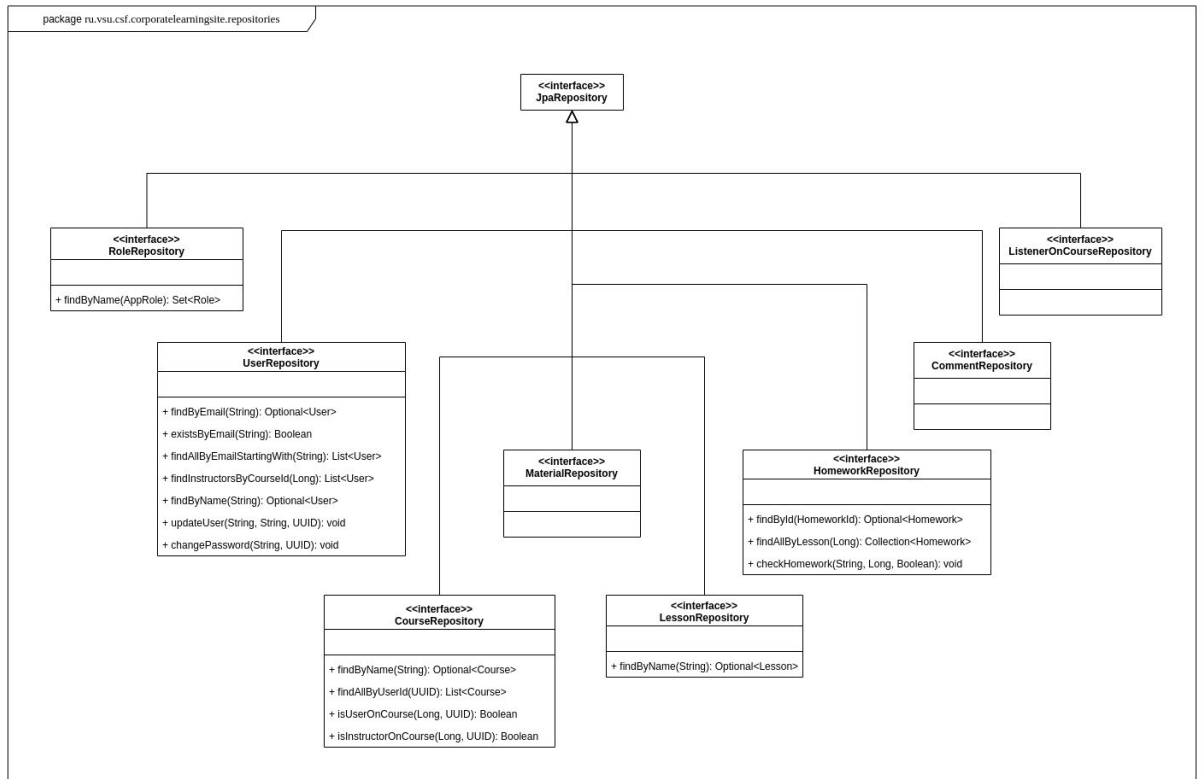 package ru.vsu.csf.corporatelearningsite.repositories
<<interface>>
JpaRepository
<<interface>>
RoleRepository
+ findByName(AppRole): Set<Role>
<<interface>>
ListenerOnCourseRepository
<<interface>>
UserRepository
+ findByEmail(String): Optional<User>
+ existsByEmail(String): Boolean
+ findAllByEmailStartingWith(String): List<User>
+ findInstructorsByCourseId(Long): List<User>
+ findByName(String): Optional<User>
+ updateUser(String, String, UUID): void
+ changePassword(String, UUID): void
<<interface>>
CommentRepository
<<interface>>
MaterialRepository
<<interface>>
HomeworkRepository
+ findById(HomeworkId): Optional<Homework>
+ findAllByLesson(Long): Collection<Homework>
+ checkHomework(String, Long, Boolean): void
<<interface>>
CourseRepository
+ findByName(String): Optional<Course>
+ findAllByUserId(UUID): List<Course>
+ isUserOnCourse(Long, UUID): Boolean
+ isInstructorOnCourse(Long, UUID): Boolean
<<interface>>
LessonRepository
+ findByName(String): Optional<Lesson>